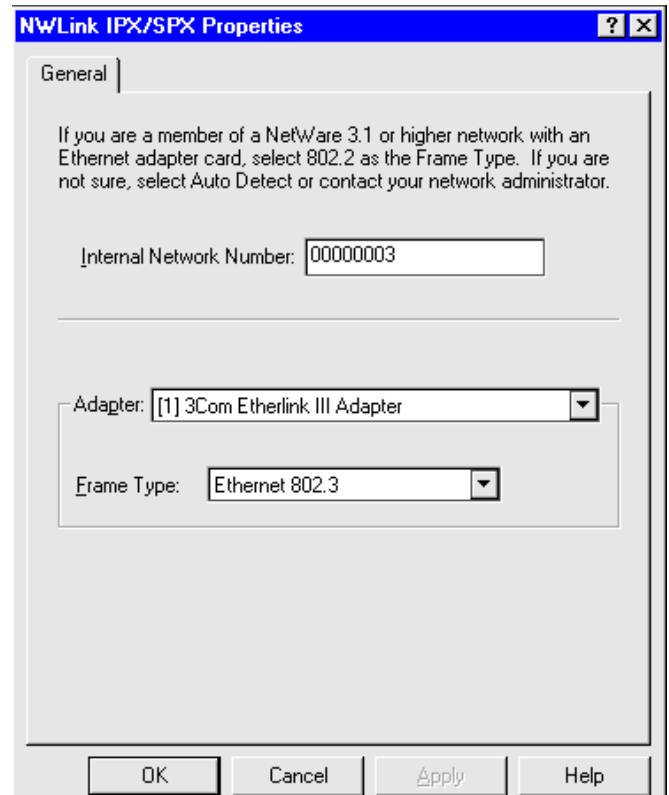 NWLink IPX/SPX Properties
General
If you are a member of a NetWare 3.1 or higher network with an
Ethernet adapter card, select 802.2 as the Frame Type.  If you are
not sure, select Auto Detect or contact your network administrator.
Internal Network Number: 00000003
Adapter: [1] 3Com Etherlink III Adapter
Frame Type: Ethernet 802.3
OK Cancel Apply Help